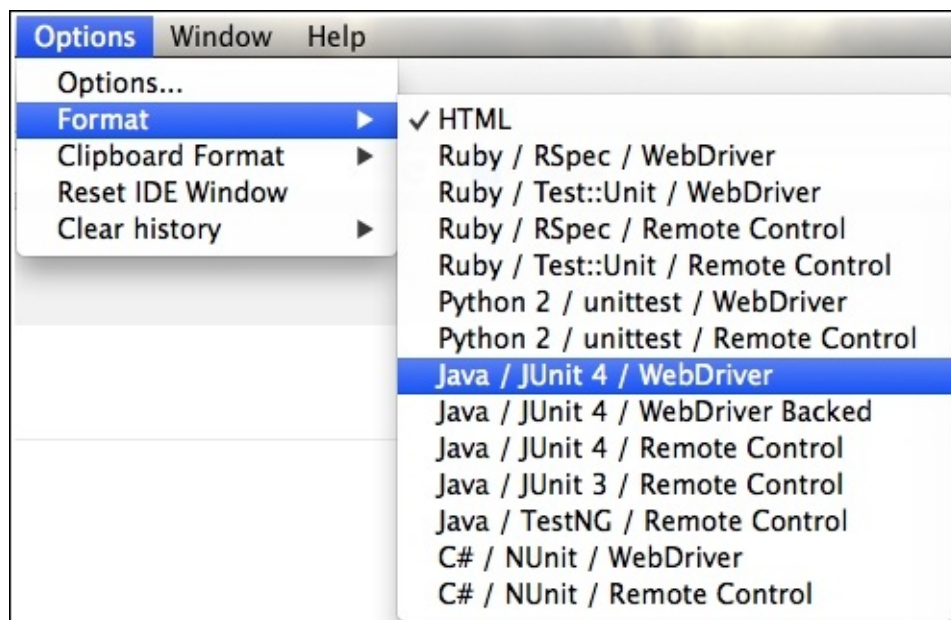 Options Window Help
Options...
Format
Clipboard Format
Reset IDE Window
Clear history
HTML
Ruby / RSpec / WebDriver
Ruby / Test::Unit / WebDriver
Ruby / RSpec / Remote Control
Ruby / Test::Unit / Remote Control
Python 2 / unittest / WebDriver
Python 2 / unittest / Remote Control
Java / JUnit 4 / WebDriver
Java / JUnit 4 / WebDriver Backed
Java / JUnit 4 / Remote Control
Java / JUnit 3 / Remote Control
Java / TestNG / Remote Control
C# / NUnit / WebDriver
C# / NUnit / Remote Control